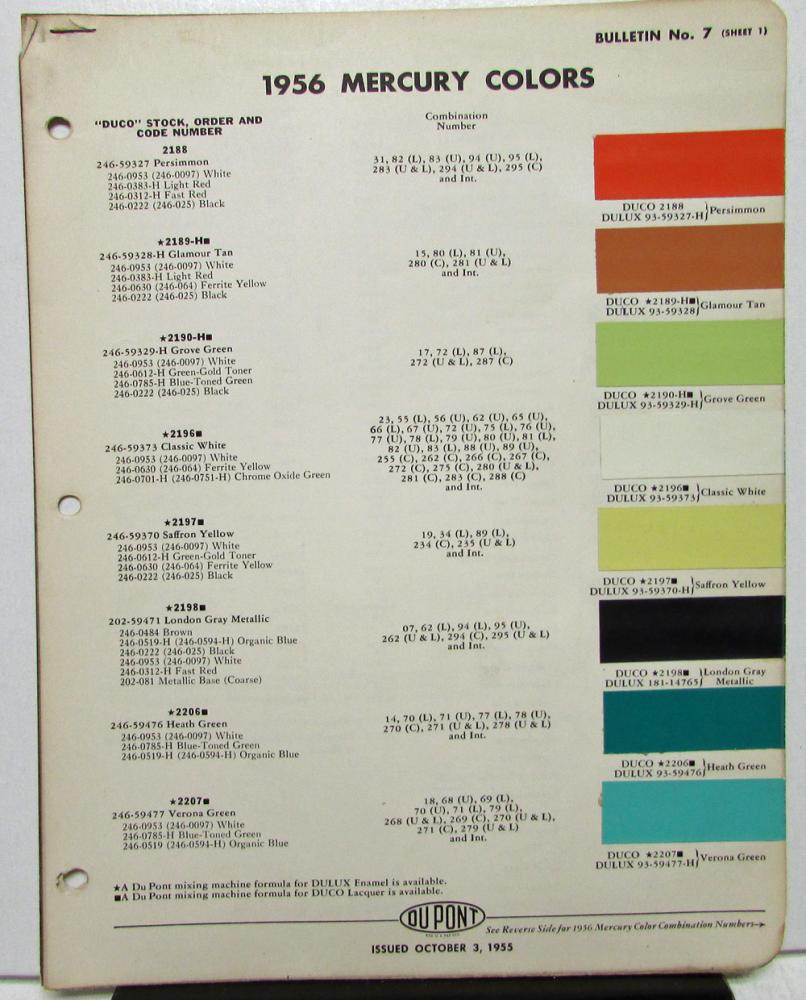 BULLETIN No. 7 (SHEET 1)
1956 MERCURY COLORS
"DUCO" STOCK, ORDER AND
CODE NUMBER
Combination
Number
2188
246-59327 Persimmon
246-0953 (246-0097) White
246-0383-H Light Red
246-0312-H Fast Red
246-0222 (246-025) Black
31, 82 (L), 83 (U), 94 (U), 95 (L),
283 (U & L), 294 (U & L), 295 (C)
and Int.
DUCO 2188
DULUX 93-59327-H } Persimmon
★2189-H■
246-59328-H Glamour Tan
246-0953 (246-0097) White
246-0383-H Light Red
246-0630 (246-064) Ferrite Yellow
246-0222 (246-025) Black
15, 80 (L), 81 (U),
280 (C), 281 (U & L)
and Int.
DUCO ★2189-H■
DULUX 93-59328 } Glamour Tan
★2190-H■
246-59329-H Grove Green
246-0953 (246-0097) White
246-0612-H Green-Gold Toner
246-0785-H Blue-Toned Green
246-0222 (246-025) Black
17, 72 (L), 87 (L),
272 (U & L), 287 (C)
DUCO ★2190-H■
DULUX 93-59329-H } Grove Green
★2196■
246-59373 Classic White
246-0953 (246-0097) White
246-0630 (246-064) Ferrite Yellow
246-0701-H (246-0751-H) Chrome Oxide Green
23, 55 (L), 56 (U), 62 (U), 65 (U),
66 (L), 67 (U), 72 (U), 75 (L), 76 (U),
77 (U), 78 (L), 79 (U), 80 (U), 81 (L),
82 (U), 83 (L), 88 (U), 89 (U),
255 (C), 262 (C), 266 (C), 267 (C),
272 (C), 275 (C), 280 (U & L),
281 (C), 283 (C), 288 (C)
and Int.
DUCO ★2196■
DULUX 93-59373 } Classic White
★2197■
246-59370 Saffron Yellow
246-0953 (246-0097) White
246-0612-H Green-Gold Toner
246-0630 (246-064) Ferrite Yellow
246-0222 (246-025) Black
19, 34 (L), 89 (L),
234 (C), 235 (U & L)
and Int.
DUCO ★2197■
DULUX 93-59370-H } Saffron Yellow
★2198■
202-59471 London Gray Metallic
246-0484 Brown
246-0519-H (246-0594-H) Organic Blue
246-0222 (246-025) Black
246-0953 (246-0097) White
246-0312-H Fast Red
202-081 Metallic Base (Coarse)
07, 62 (L), 94 (L), 95 (U),
262 (U & L), 294 (C), 295 (U & L)
and Int.
DUCO ★2198■ } London Gray
DULUX 181-14765 } Metallic
★2206■
246-59476 Heath Green
246-0953 (246-0097) White
246-0785-H Blue-Toned Green
246-0519-H (246-0594-H) Organic Blue
14, 70 (L), 71 (U), 77 (L), 78 (U),
270 (C), 271 (U & L), 278 (U & L)
and Int.
DUCO ★2206■
DULUX 93-59476 } Heath Green
★2207■
246-59477 Verona Green
246-0953 (246-0097) White
246-0785-H Blue-Toned Green
246-0519 (246-0594-H) Organic Blue
18, 68 (U), 69 (L),
70 (U), 71 (L), 79 (L),
268 (U & L), 269 (C), 270 (U & L),
271 (C), 279 (U & L)
and Int.
DUCO ★2207■
DULUX 93-59477-H } Verona Green
★A Du Pont mixing machine formula for DULUX Enamel is available.
■A Du Pont mixing machine formula for DUCO Lacquer is available.
DU PONT
See Reverse Side for 1956 Mercury Color Combination Numbers→
ISSUED OCTOBER 3, 1955